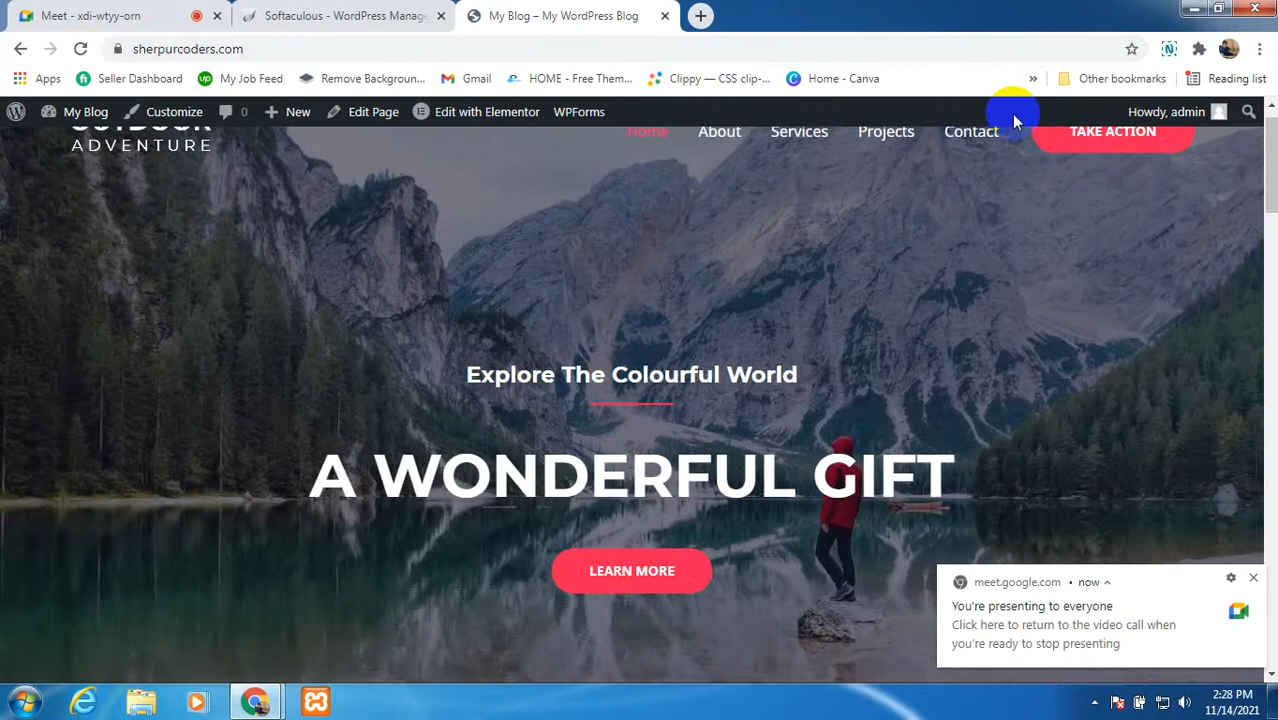 Meet - xdi-wtyy-orn
Softaculous - WordPress Manage
My Blog – My WordPress Blog
sherpurcoders.com
Apps
Seller Dashboard
My Job Feed
Remove Backgroun...
Gmail
HOME - Free Them...
Clippy — CSS clip-...
Home - Canva
»
Other bookmarks
Reading list
My Blog
Customize
0
New
Edit Page
Edit with Elementor
WPForms
Howdy, admin
OUTDOOR
ADVENTURE
Home
About
Services
Projects
Contact
TAKE ACTION
Explore The Colourful World
A WONDERFUL GIFT
LEARN MORE
meet.google.com • now
You're presenting to everyone
Click here to return to the video call when
you're ready to stop presenting
2:28 PM
11/14/2021